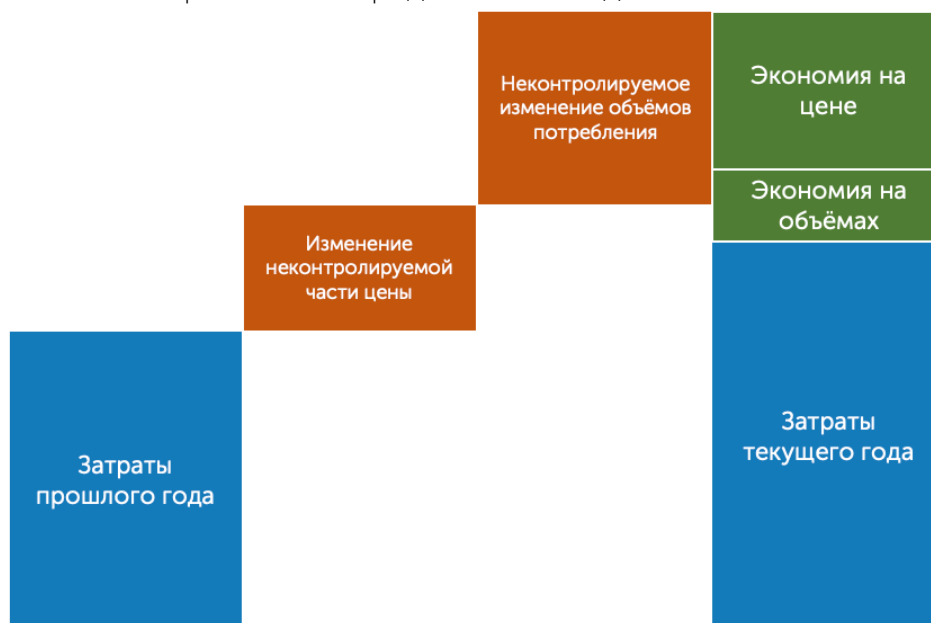 Неконтролируемое
изменение объёмов
потребления
Экономия на
цене
Экономия на
объёмах
Изменение
неконтролируемой
части цены
Затраты
текущего года
Затраты
прошлого года